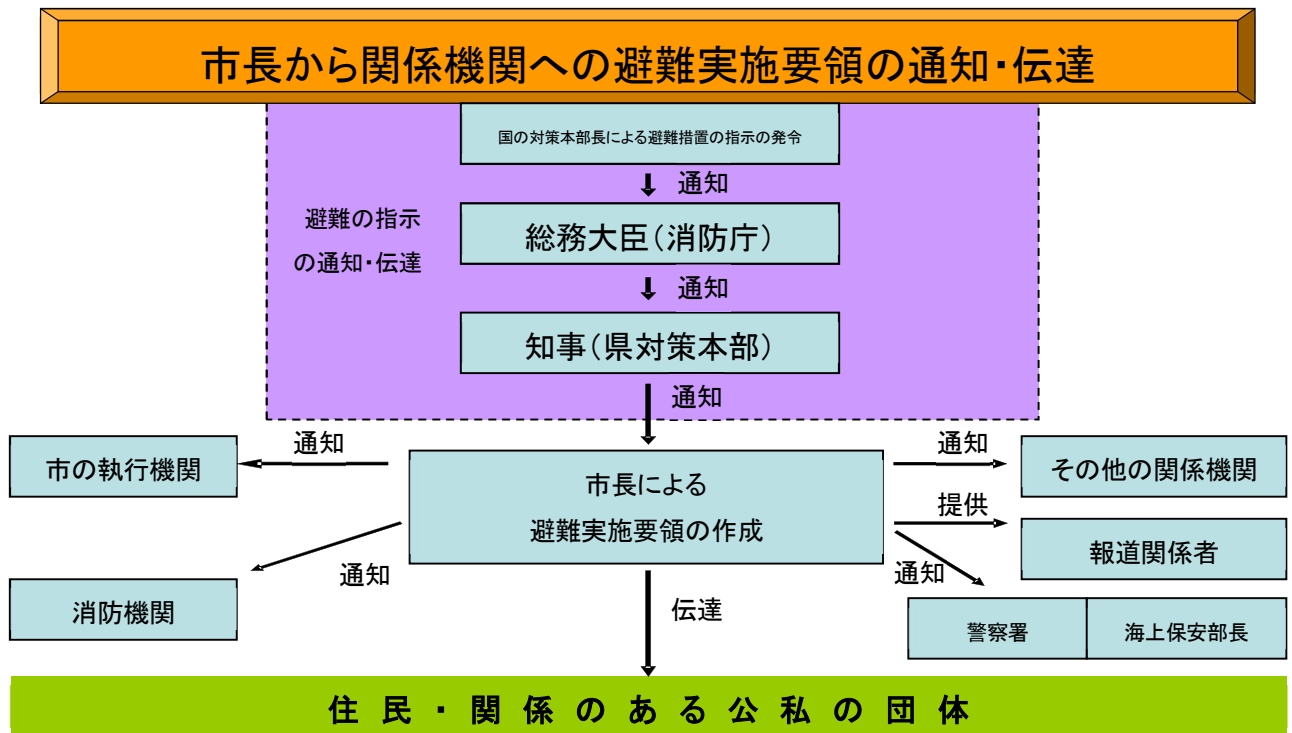 市長から関係機関への避難実施要領の通知・伝達
国の対策本部長による避難措置の指示の発令
通知
避難の指示
の通知・伝達
総務大臣(消防庁)
通知
知事(県対策本部)
通知
市の執行機関
通知
市長による
避難実施要領の作成
通知
その他の関係機関
提供
報道関係者
通知
消防機関
通知
警察署
海上保安部長
伝達
住民・関係のある公私の団体